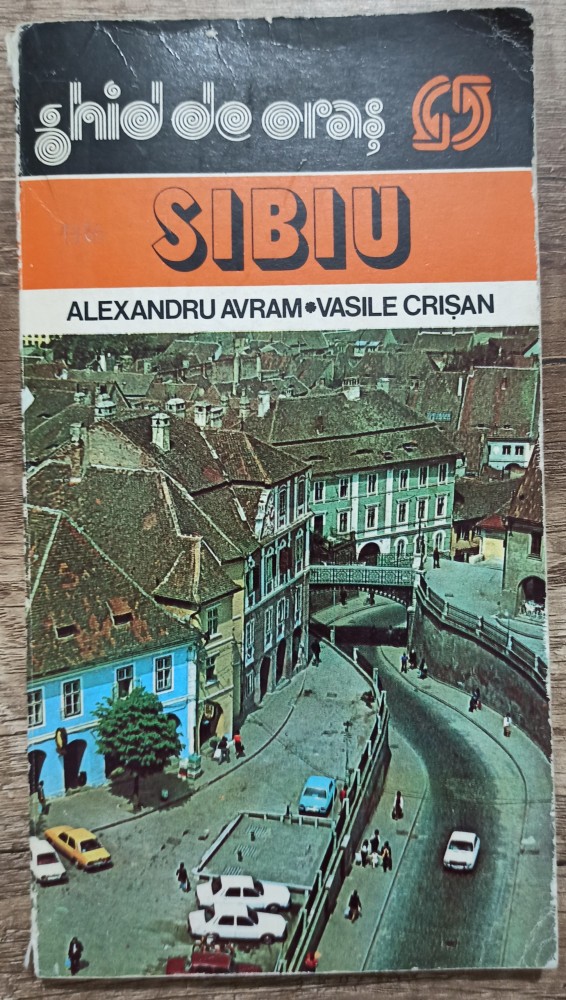 ghid de oraş
SIBIU
ALEXANDRU AVRAM*VASILE CRIŞAN